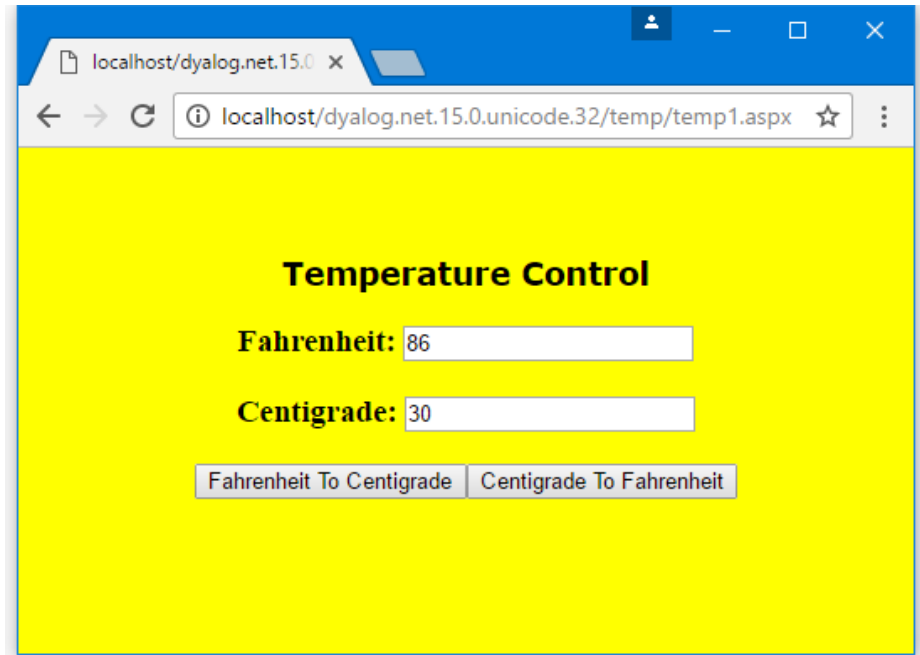 localhost/dyalog.net.15.0
localhost/dyalog.net.15.0.unicode.32/temp/temp1.aspx
Temperature Control
Fahrenheit: 86
Centigrade: 30
Fahrenheit To Centigrade Centigrade To Fahrenheit